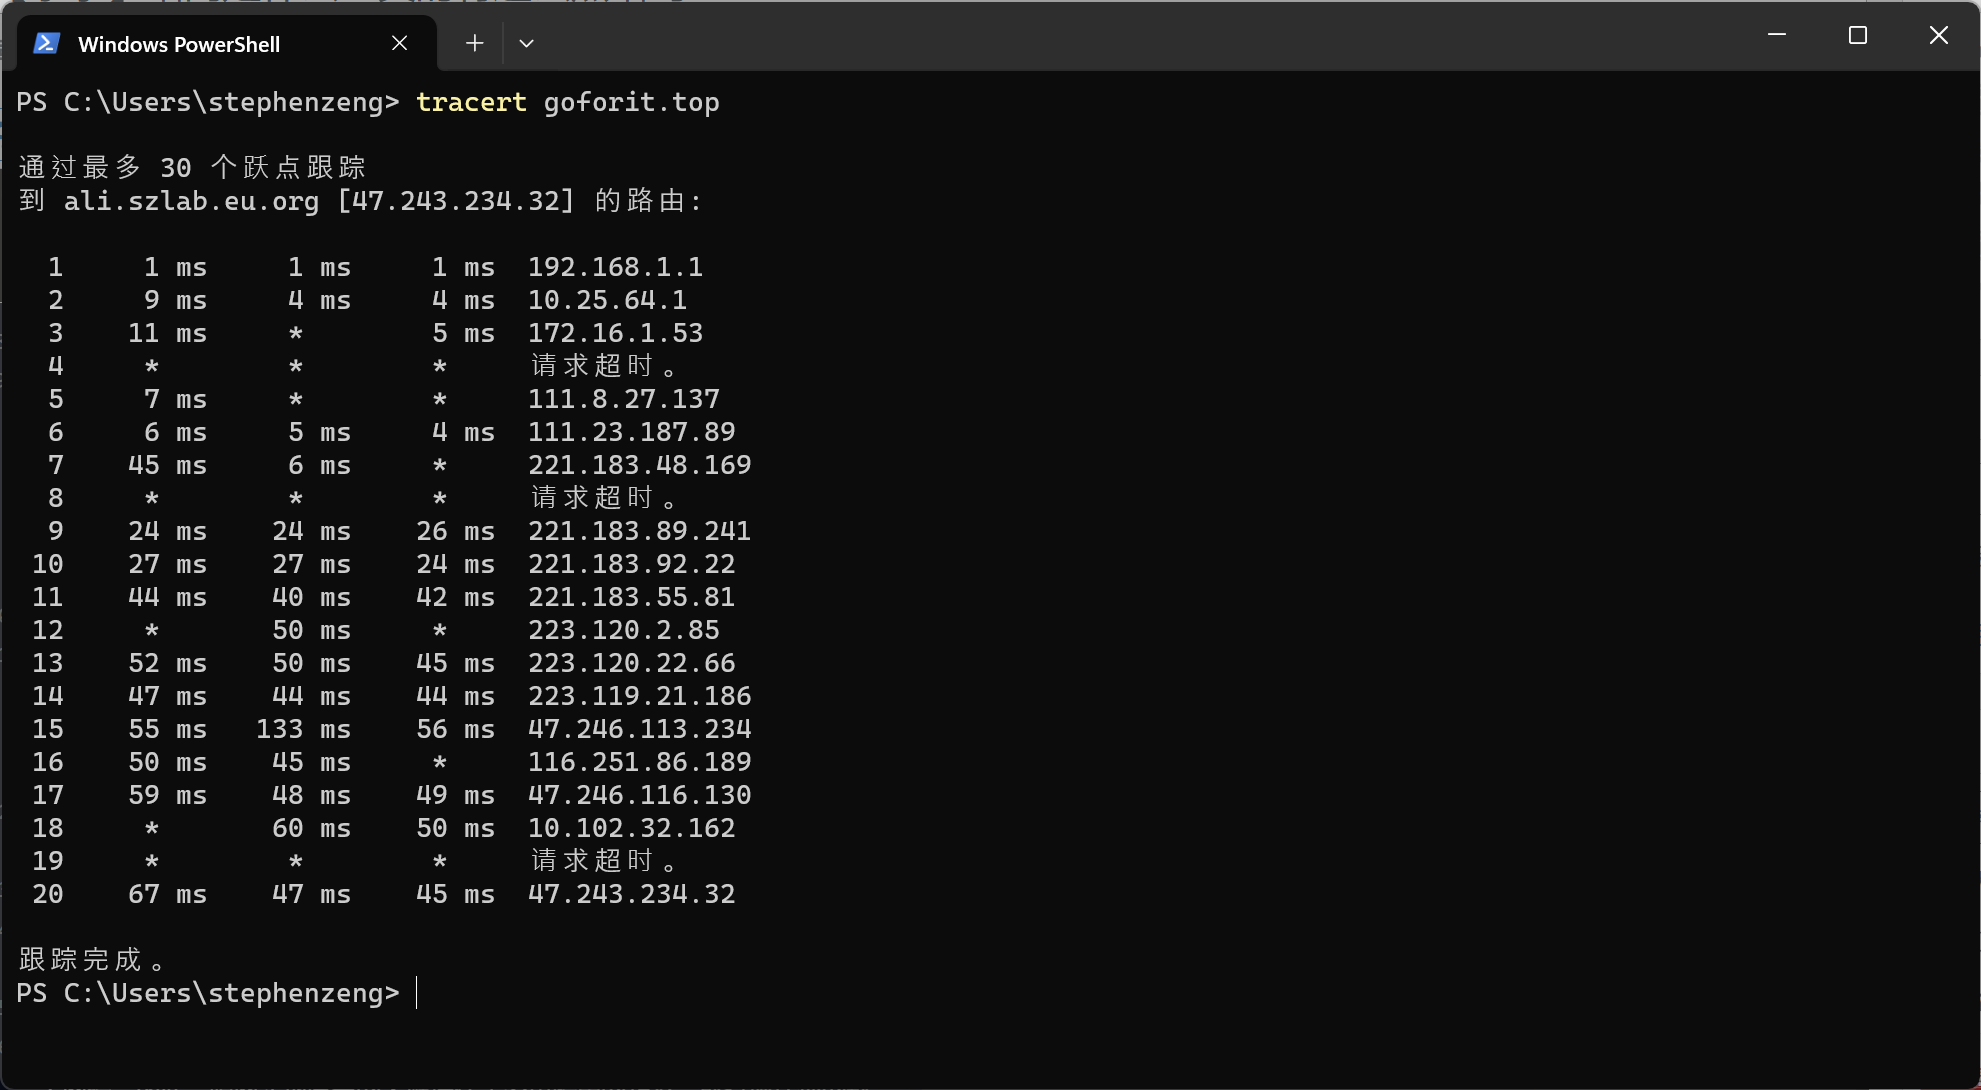 Windows PowerShell
PS C:\Users\stephenzeng> tracert goforit.top
通过最多 30 个跃点跟踪
到 ali.szlab.eu.org [47.243.234.32] 的路由:
1 1 ms 1 ms 1 ms 192.168.1.1
2 9 ms 4 ms 4 ms 10.25.64.1
3 11 ms * 5 ms 172.16.1.53
4 * * * 请求超时。
5 7 ms * * 111.8.27.137
6 6 ms 5 ms 4 ms 111.23.187.89
7 45 ms 6 ms * 221.183.48.169
8 * * * 请求超时。
9 24 ms 24 ms 26 ms 221.183.89.241
10 27 ms 27 ms 24 ms 221.183.92.22
11 44 ms 40 ms 42 ms 221.183.55.81
12 * 50 ms * 223.120.2.85
13 52 ms 50 ms 45 ms 223.120.22.66
14 47 ms 44 ms 44 ms 223.119.21.186
15 55 ms 133 ms 56 ms 47.246.113.234
16 50 ms 45 ms * 116.251.86.189
17 59 ms 48 ms 49 ms 47.246.116.130
18 * 60 ms 50 ms 10.102.32.162
19 * * * 请求超时。
20 67 ms 47 ms 45 ms 47.243.234.32
跟踪完成。
PS C:\Users\stephenzeng>